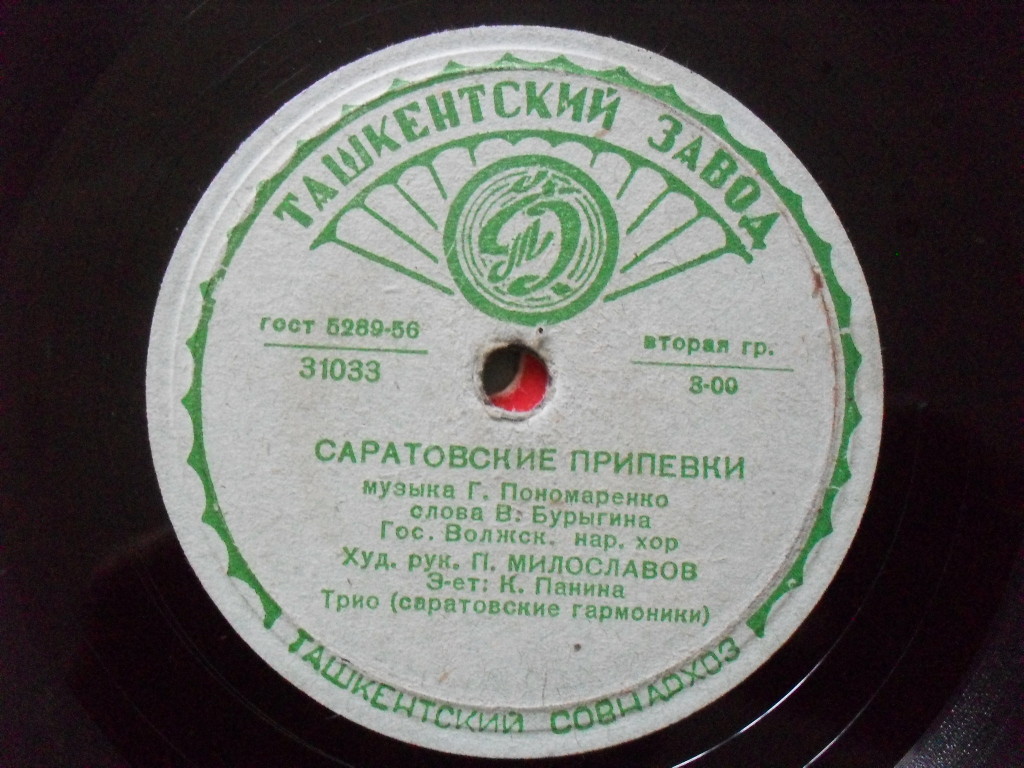 ТАШКЕНТСКИЙ ЗАВОД
ГОСТ 5289-56
31033
вторая гр.
3-00
САРАТОВСКИЕ ПРИПЕВКИ
музыка Г. Пономаренко
слова В. Бурыгина
Гос. Волжск. нар. хор
Худ. рук. П. МИЛОСЛАВОВ
З-ет: К. Панина
Трио (саратовские гармоники)
ТАШКЕНТСКИЙ СОВНАРХОЗ